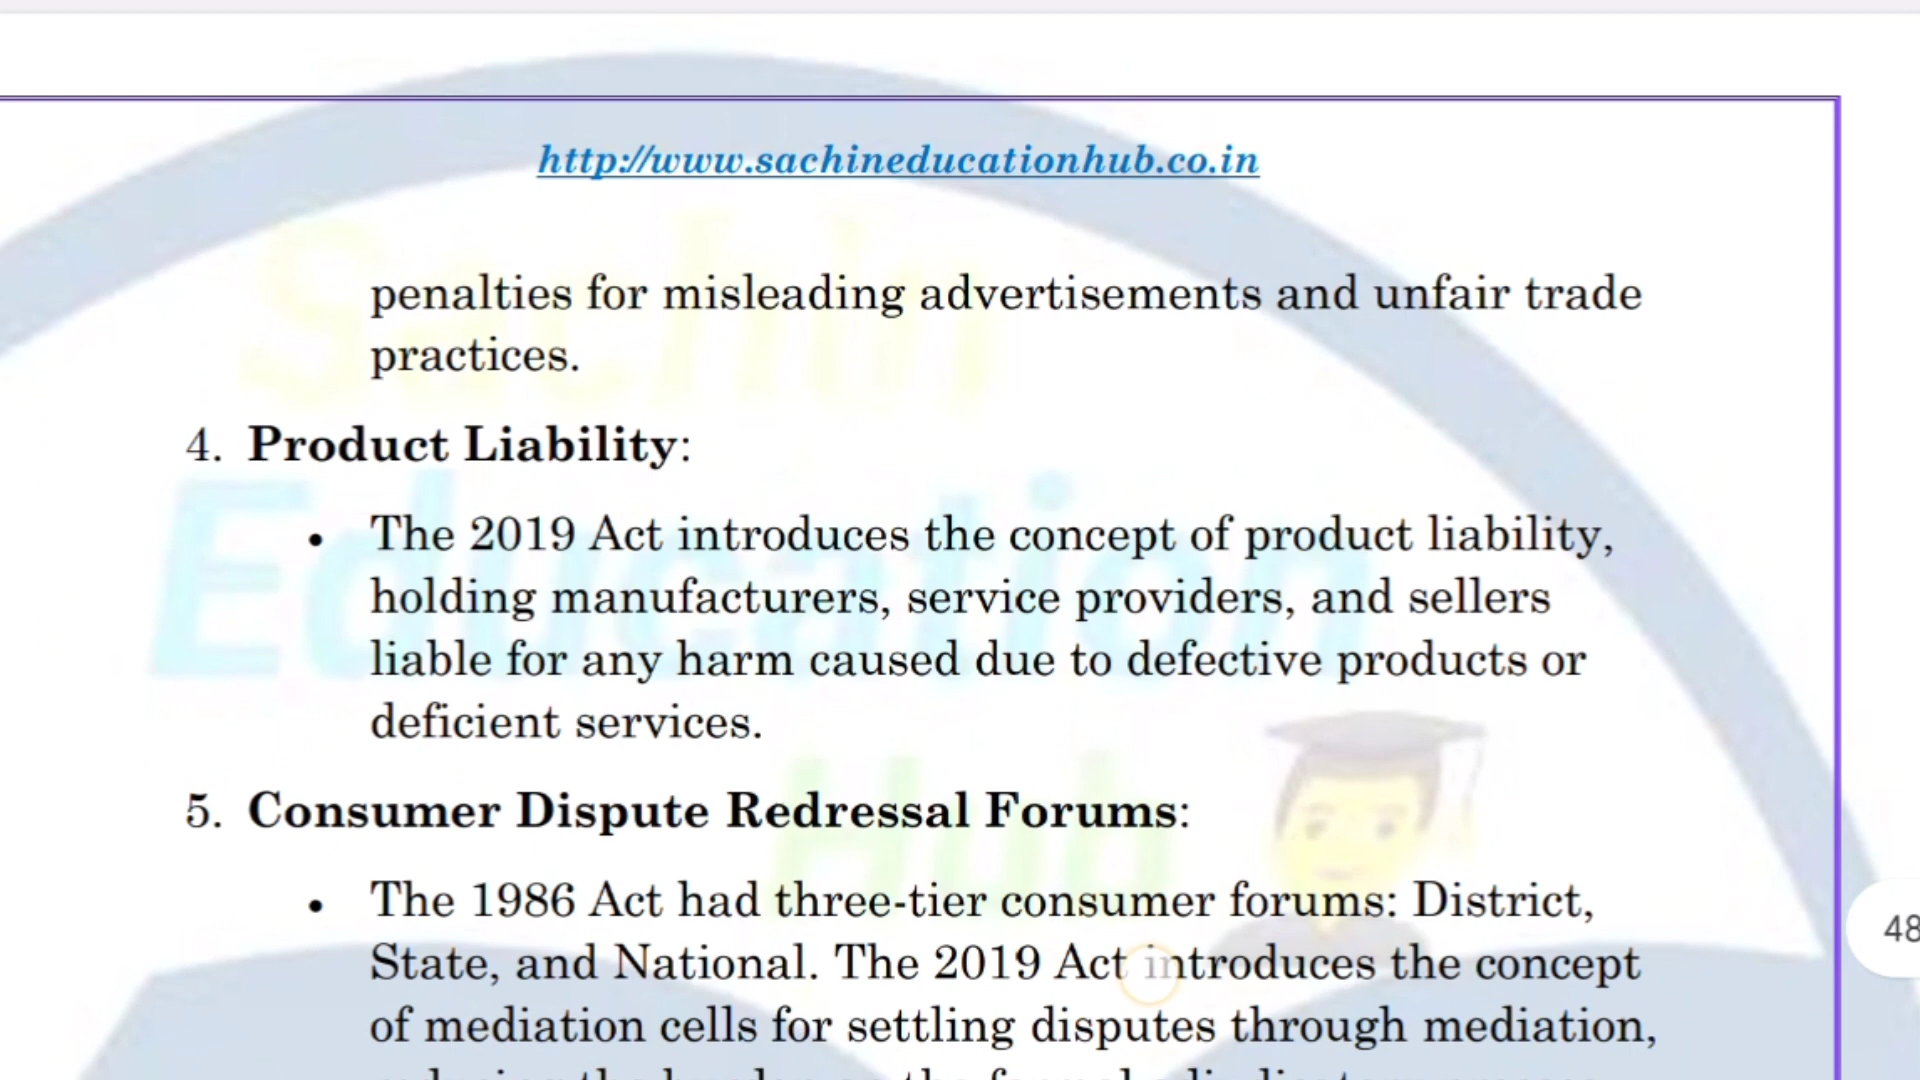 http://www.sachineducationhub.co.in
penalties for misleading advertisements and unfair trade
practices.
4. Product Liability:
• The 2019 Act introduces the concept of product liability,
holding manufacturers, service providers, and sellers
liable for any harm caused due to defective products or
deficient services.
5. Consumer Dispute Redressal Forums:
• The 1986 Act had three-tier consumer forums: District,
State, and National. The 2019 Act introduces the concept
of mediation cells for settling disputes through mediation,
48
Sachin
Education
Hub